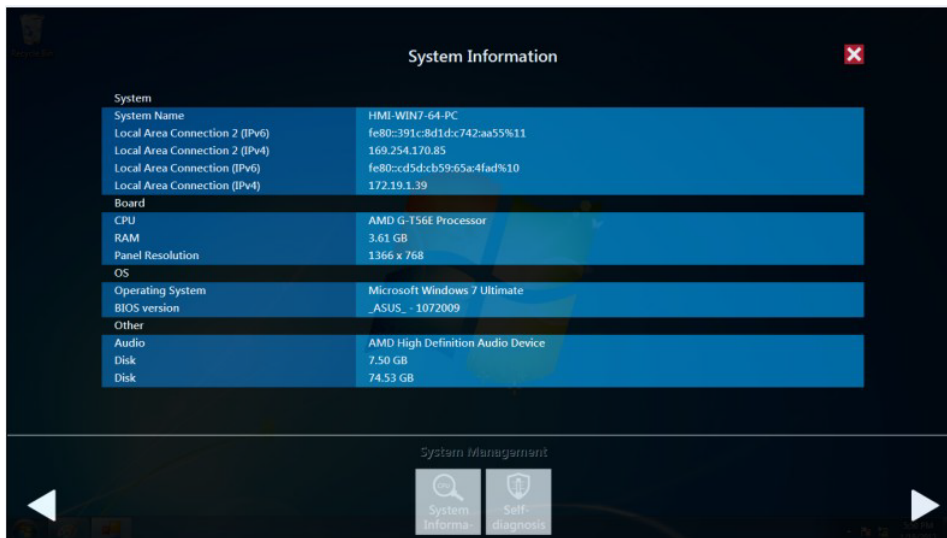 System Information
System
System Name HMI-WIN7-64-PC
Local Area Connection 2 (IPv6) fe80::391c:8d1d:c742:aa55%11
Local Area Connection 2 (IPv4) 169.254.170.85
Local Area Connection (IPv6) fe80::cd5d:cb59:65a:4fad%10
Local Area Connection (IPv4) 172.19.1.39
Board
CPU AMD G-T56E Processor
RAM 3.61 GB
Panel Resolution 1366 x 768
OS
Operating System Microsoft Windows 7 Ultimate
BIOS version _ASUS_ - 1072009
Other
Audio AMD High Definition Audio Device
Disk 7.50 GB
Disk 74.53 GB
System Management
System Informa-
Self-diagnosis